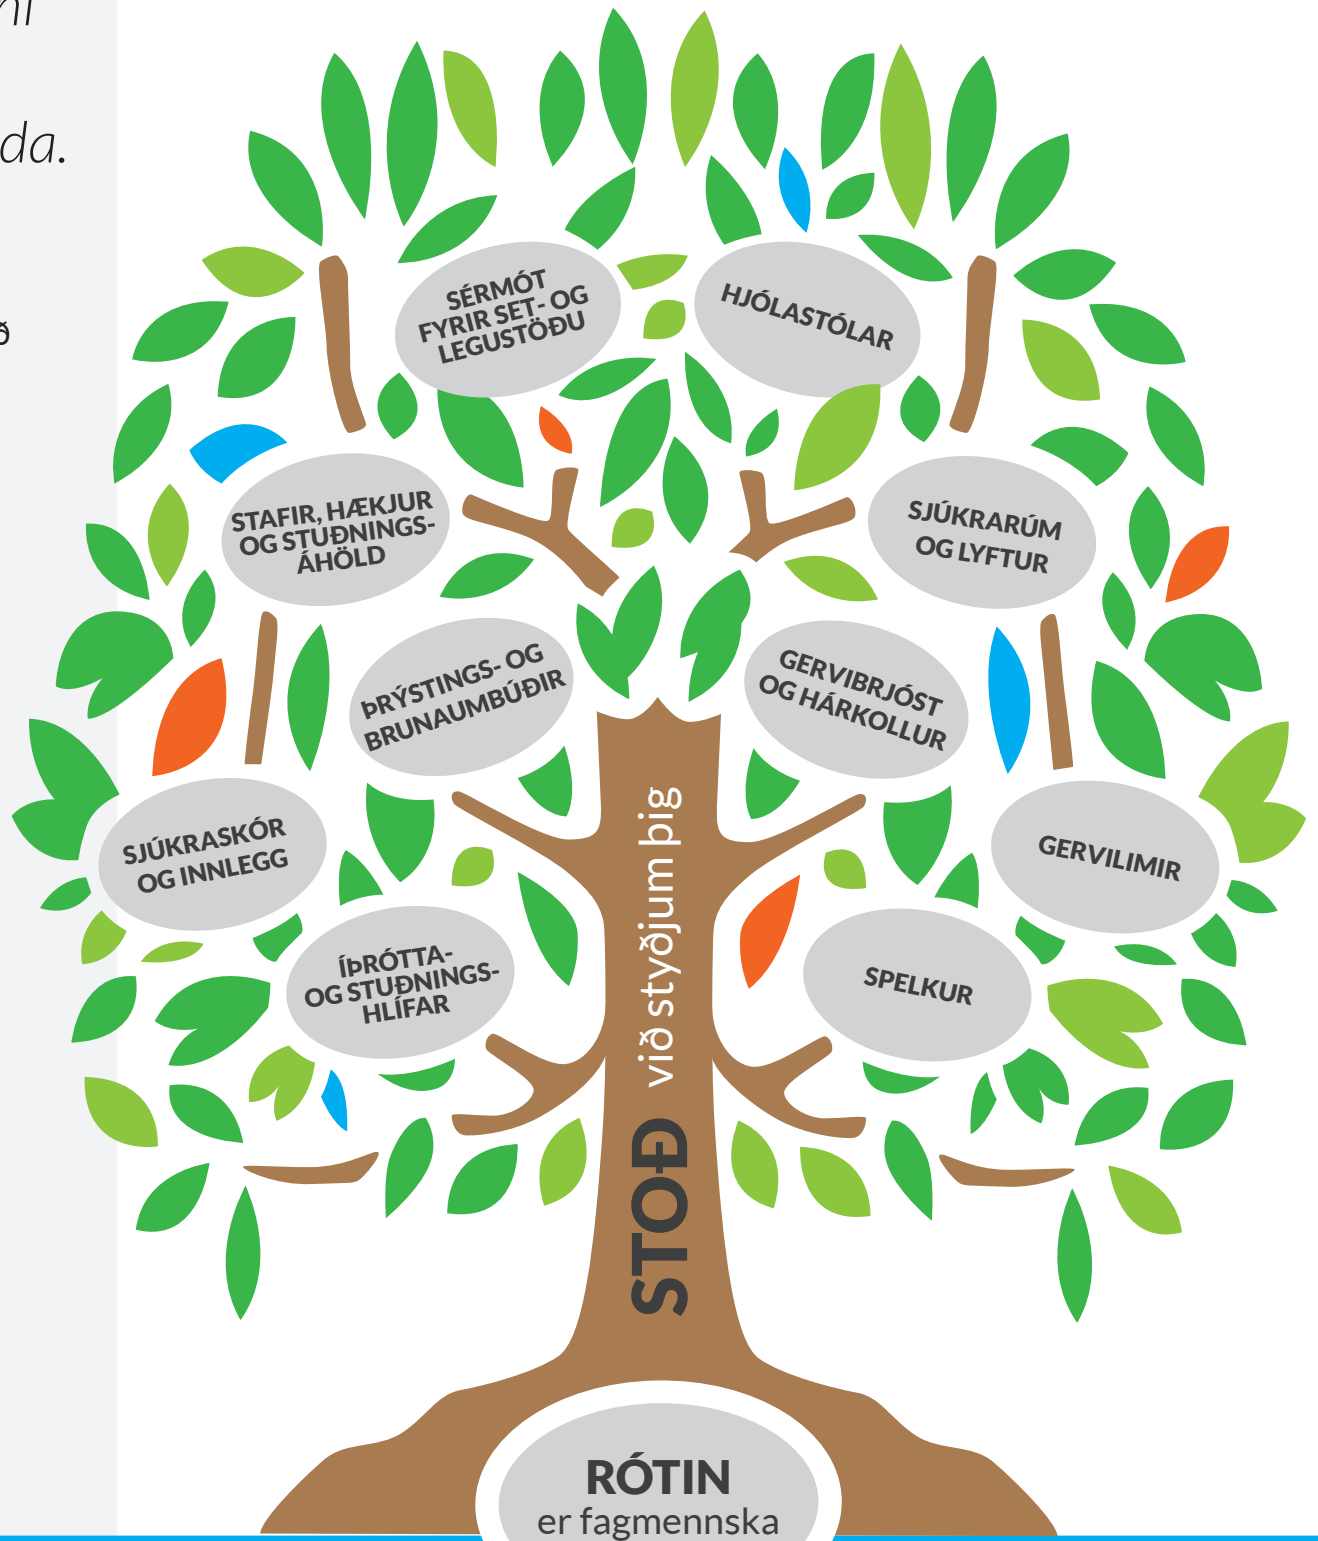 da.
SÉRMÓT
FYRIR SET- OG
LEGUSTÖÐU
HJÓLASTÓLAR
STAFIR, HÆKJUR
OG STUÐNINGS-
ÁHÖLD
SJÚKRARÚM
OG LYFTUR
ÞRÝSTINGS- OG
BRUNAUMBÚÐIR
GERVIBRJÓST
OG HÁRKOLLUR
SJÚKRASKÓR
OG INNLEGG
GERVILIMIR
ÍÞRÓTTA-
OG STUÐNINGS-
HLÍFAR
SPELKUR
STOÐ við styðjum þig
RÓTIN
er fagmennska